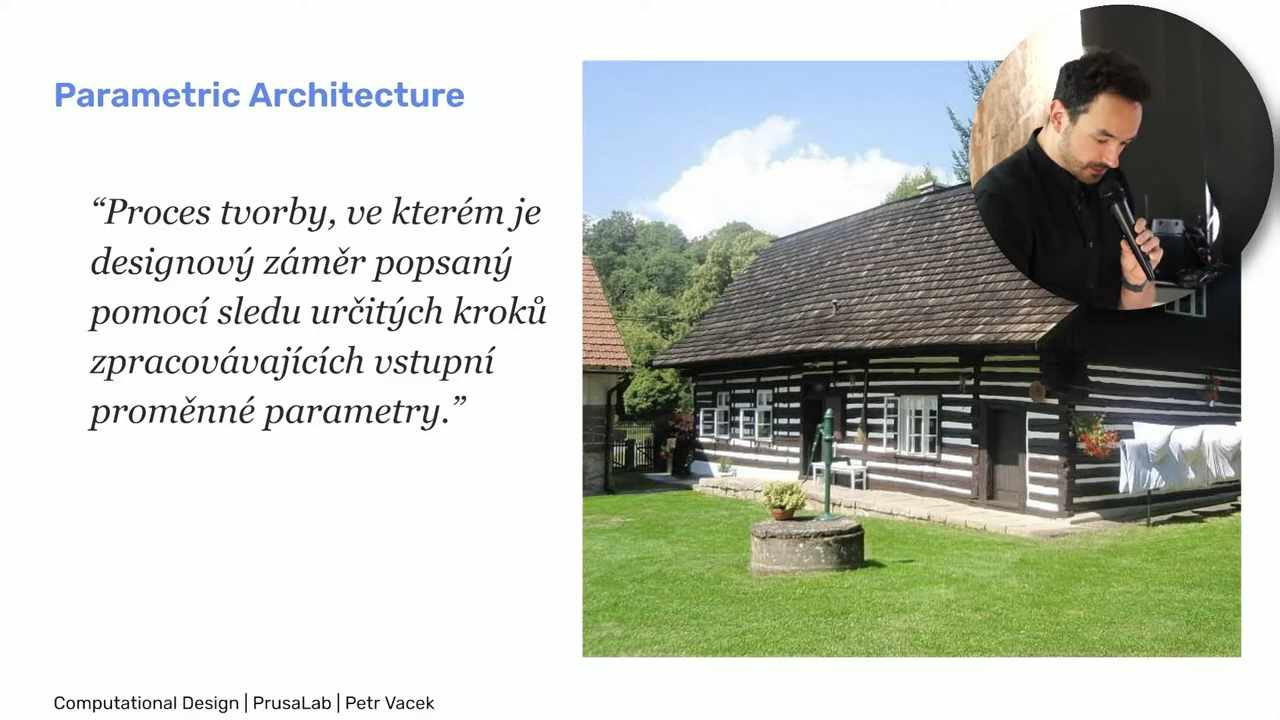 Parametric Architecture
“Proces tvorby, ve kterém je
designový záměr popsaný
pomocí sledu určitých kroků
zpracovávajících vstupní
proměnné parametry.”
Computational Design | PrusaLab | Petr Vacek